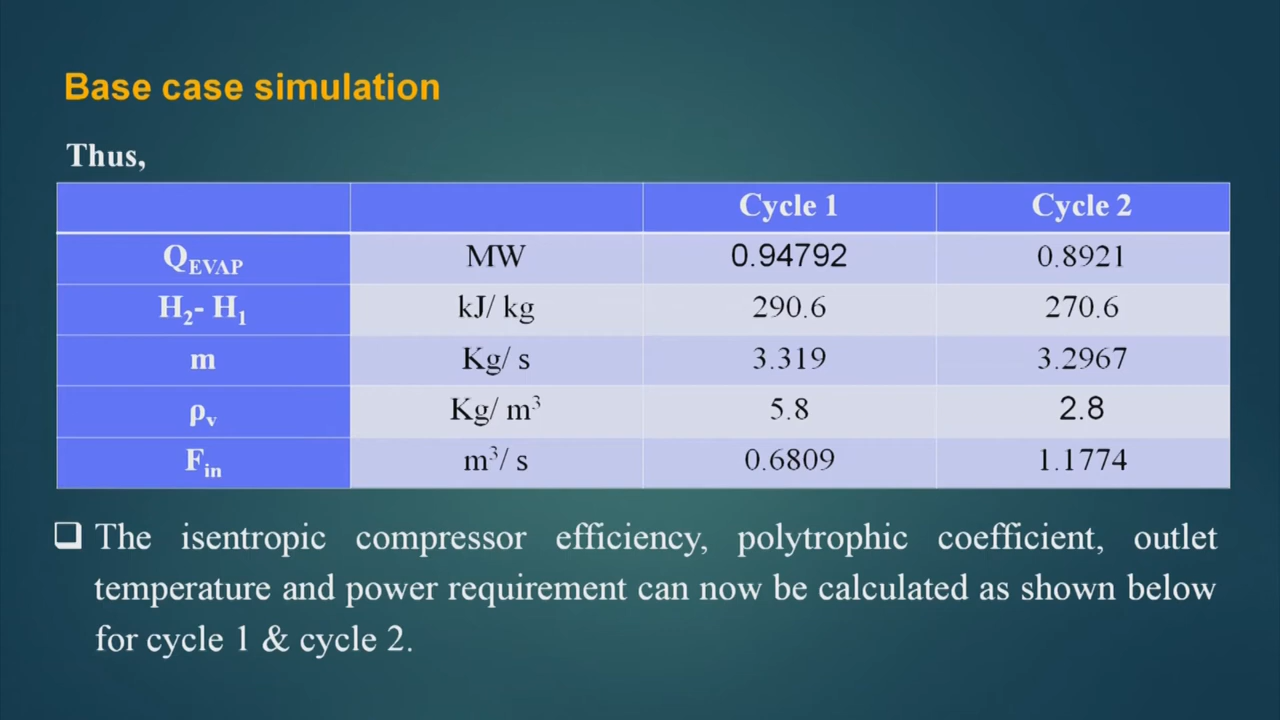 Base case simulation
Thus,
Cycle 1 Cycle 2
Q_EVAP MW 0.94792 0.8921
H₂- H₁ kJ/ kg 290.6 270.6
m Kg/ s 3.319 3.2967
ρ_v Kg/ m³ 5.8 2.8
F_in m³/ s 0.6809 1.1774
❑ The isentropic compressor efficiency, polytrophic coefficient, outlet
temperature and power requirement can now be calculated as shown below
for cycle 1 & cycle 2.